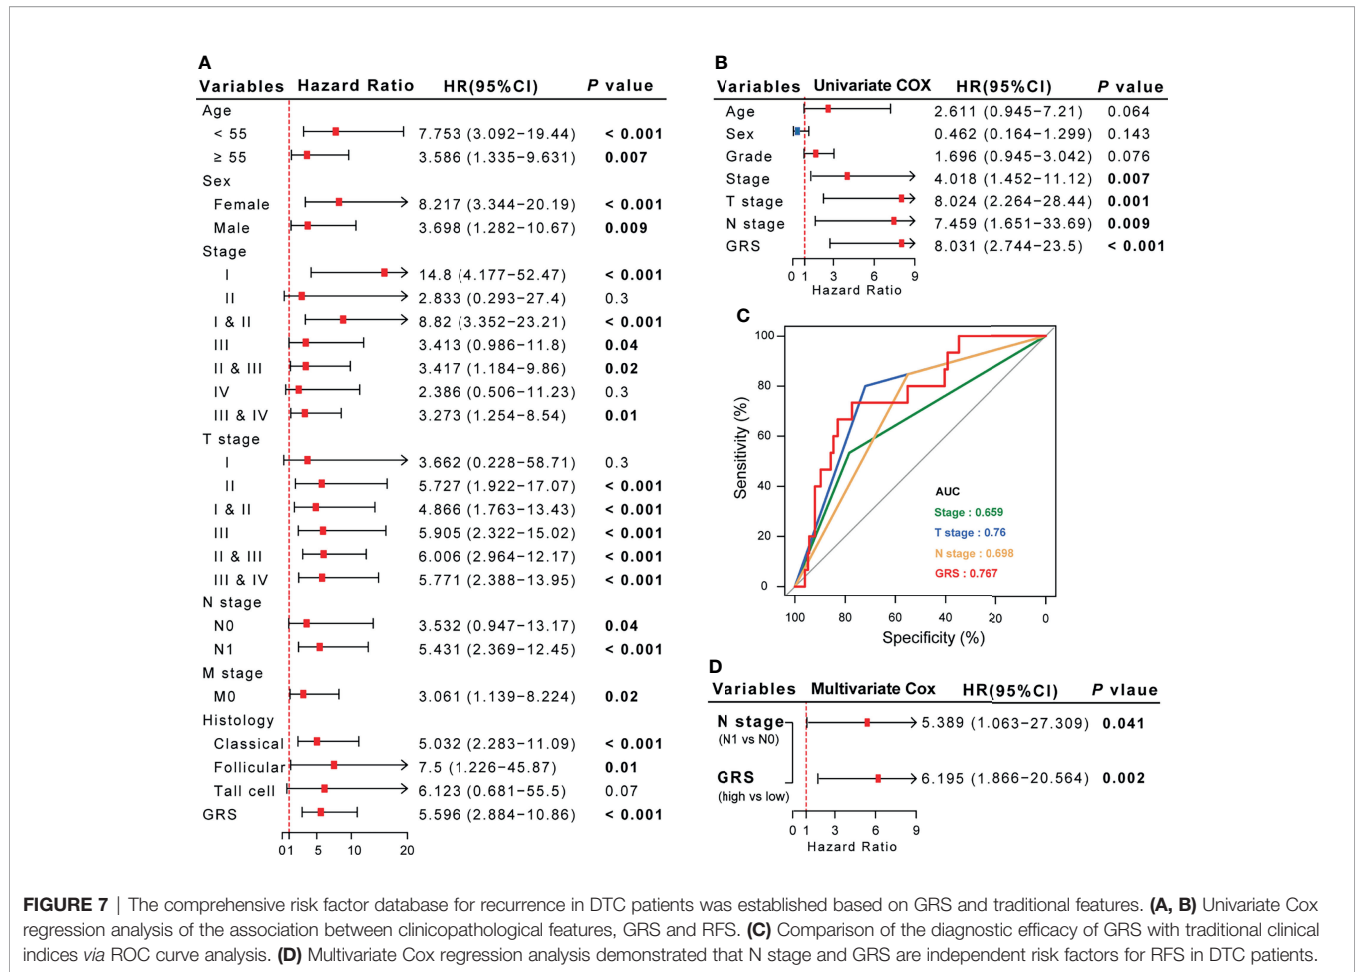 A
Variables Hazard Ratio HR(95%CI) P value
Age
< 55 7.753 (3.092−19.44) < 0.001
≥ 55 3.586 (1.335−9.631) 0.007
Sex
Female 8.217 (3.344−20.19) < 0.001
Male 3.698 (1.282−10.67) 0.009
Stage
I 14.8 (4.177−52.47) < 0.001
II 2.833 (0.293−27.4) 0.3
I & II 8.82 (3.352−23.21) < 0.001
III 3.413 (0.986−11.8) 0.04
II & III 3.417 (1.184−9.86) 0.02
IV 2.386 (0.506−11.23) 0.3
III & IV 3.273 (1.254−8.54) 0.01
T stage
I 3.662 (0.228−58.71) 0.3
II 5.727 (1.922−17.07) < 0.001
I & II 4.866 (1.763−13.43) < 0.001
III 5.905 (2.322−15.02) < 0.001
II & III 6.006 (2.964−12.17) < 0.001
III & IV 5.771 (2.388−13.95) < 0.001
N stage
N0 3.532 (0.947−13.17) 0.04
N1 5.431 (2.369−12.45) < 0.001
M stage
M0 3.061 (1.139−8.224) 0.02
Histology
Classical 5.032 (2.283−11.09) < 0.001
Follicular 7.5 (1.226−45.87) 0.01
Tall cell 6.123 (0.681−55.5) 0.07
GRS 5.596 (2.884−10.86) < 0.001
0 1 5 10 20
B
Variables Univariate COX HR(95%CI) P value
Age 2.611 (0.945−7.21) 0.064
Sex 0.462 (0.164−1.299) 0.143
Grade 1.696 (0.945−3.042) 0.076
Stage 4.018 (1.452−11.12) 0.007
T stage 8.024 (2.264−28.44) 0.001
N stage 7.459 (1.651−33.69) 0.009
GRS 8.031 (2.744−23.5) < 0.001
0 1 3 6 9
Hazard Ratio
C
100
80
60
40
20
0
Sensitivity (%)
AUC
Stage : 0.659
T stage : 0.76
N stage : 0.698
GRS : 0.767
100 80 60 40 20 0
Specificity (%)
D
Variables Multivariate Cox HR(95%CI) P vlaue
N stage 5.389 (1.063−27.309) 0.041
(N1 vs N0)
GRS 6.195 (1.866−20.564) 0.002
(high vs low)
0 1 3 6 9
Hazard Ratio
FIGURE 7 | The comprehensive risk factor database for recurrence in DTC patients was established based on GRS and traditional features. (A, B) Univariate Cox
regression analysis of the association between clinicopathological features, GRS and RFS. (C) Comparison of the diagnostic efficacy of GRS with traditional clinical
indices via ROC curve analysis. (D) Multivariate Cox regression analysis demonstrated that N stage and GRS are independent risk factors for RFS in DTC patients.